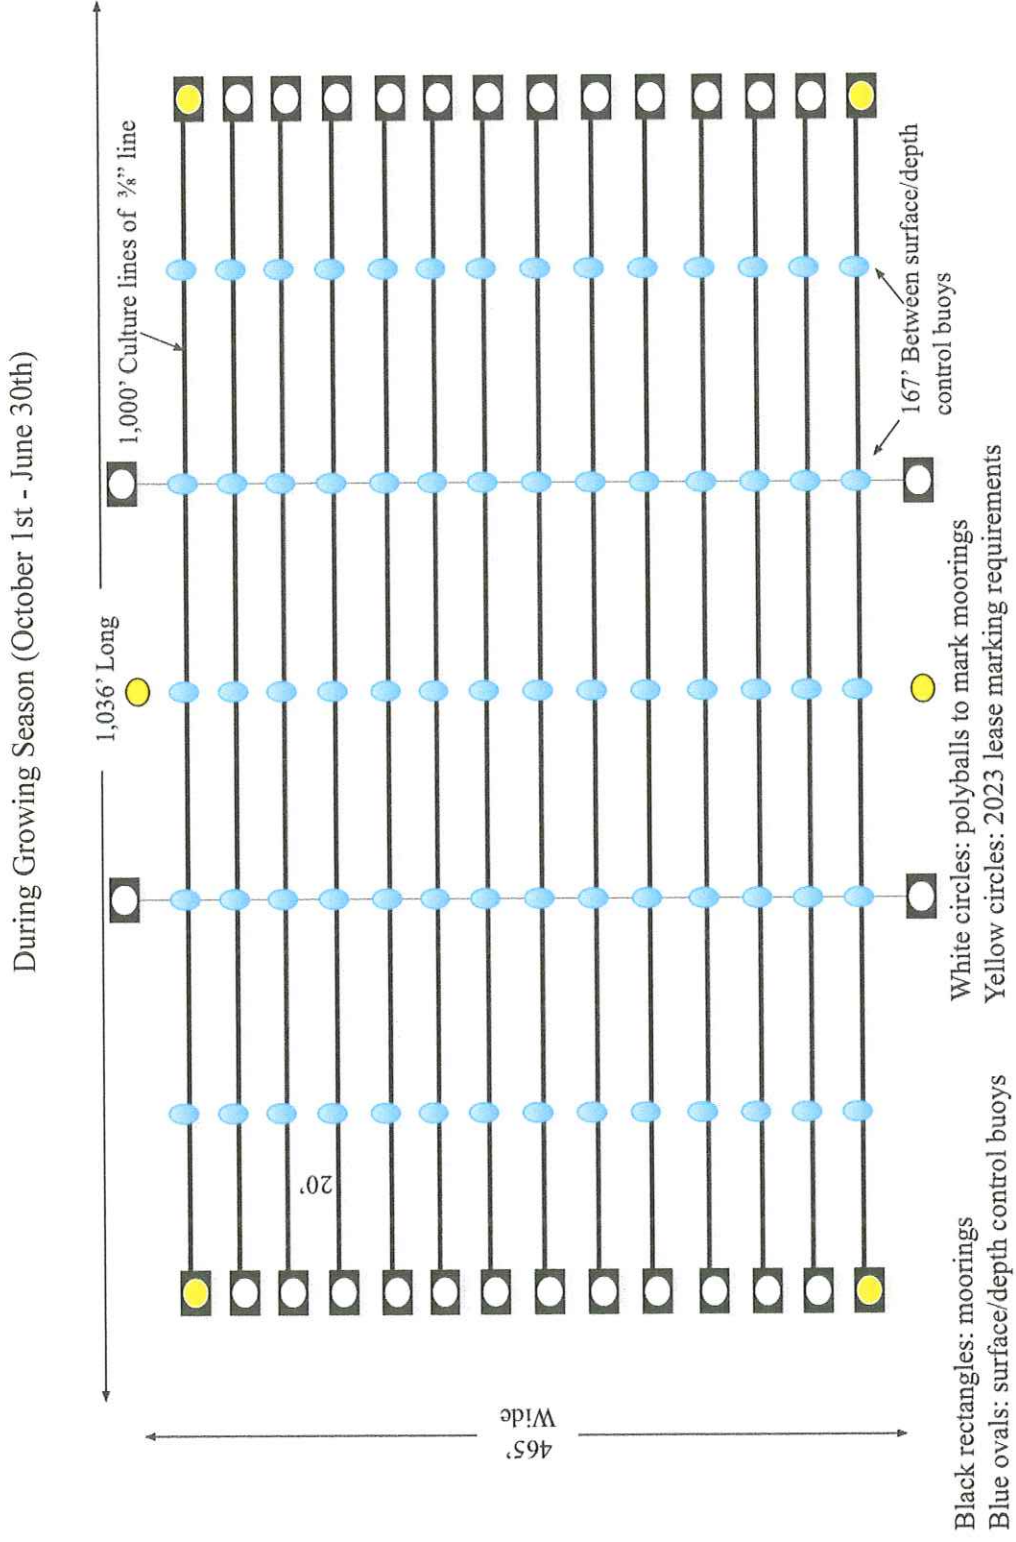 During Growing Season (October 1st - June 30th)
1,036’ Long
1,000’ Culture lines of ⅜” line
20’
465’
Wide
167’ Between surface/depth
control buoys
Black rectangles: moorings
Blue ovals: surface/depth control buoys
White circles: polyballs to mark moorings
Yellow circles: 2023 lease marking requirements